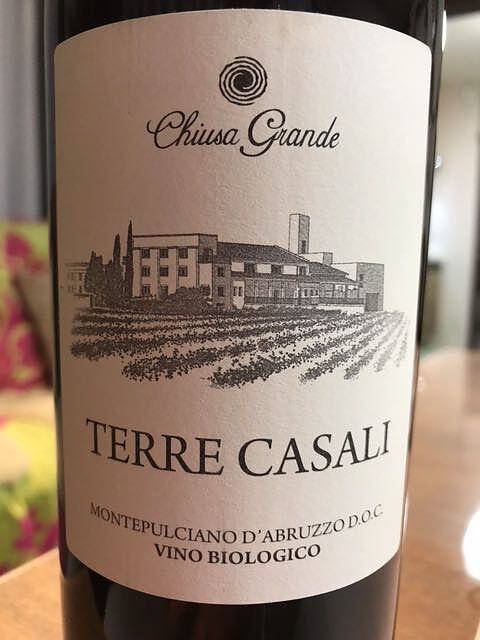 Chiusa Grande
TERRE CASALI
MONTEPULCIANO D'ABRUZZO D.O.C.
VINO BIOLOGICO